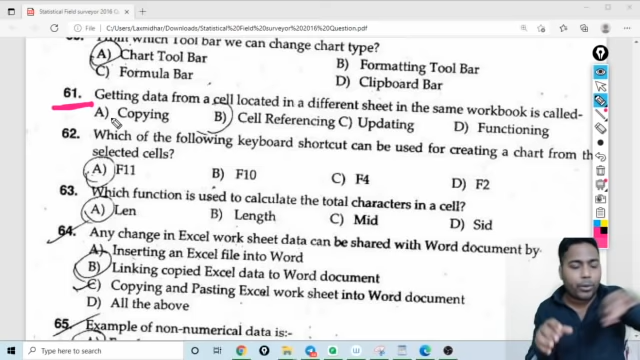 Statistical Field surveyor 2016 Q
C:/Users/Laxmidhar/Downloads/Statistical%20Field%20surveyor%202016%20Question.pdf
which Tool bar we can change chart type?
A) Chart Tool Bar B) Formatting Tool Bar
C) Formula Bar D) Clipboard Bar
61. Getting data from a cell located in a different sheet in the same workbook is called-
A) Copying B) Cell Referencing C) Updating D) Functioning
62. Which of the following keyboard shortcut can be used for creating a chart from th
selected cells?
A) F11 B) F10 C) F4 D) F2
63. Which function is used to calculate the total characters in a cell?
A) Len B) Length C) Mid D) Sid
64. Any change in Excel work sheet data can be shared with Word document by
A) Inserting an Excel file into Word
B) Linking copied Excel data to Word document
C) Copying and Pasting Excel work sheet into Word document
D) All the above
65. Example of non-numerical data is:-
Type here to search